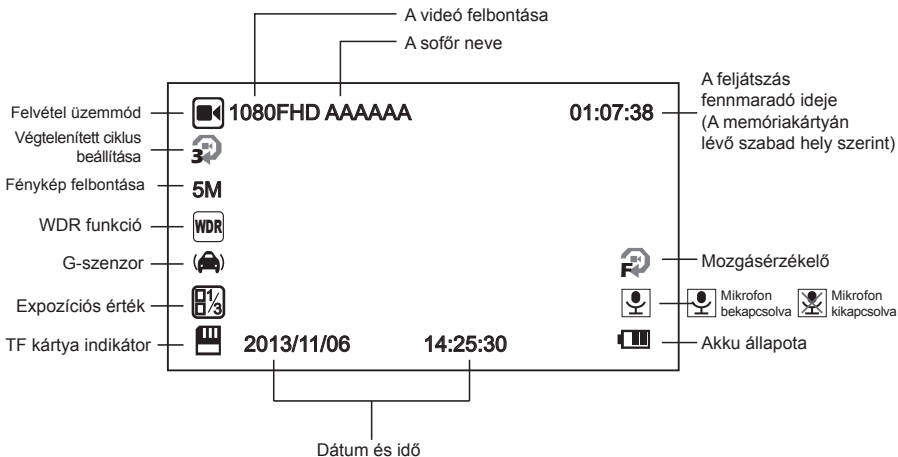 A videó felbontása
A sofőr neve
A feljátszás
fennmaradó ideje
(A memóriakártyán
lévő szabad hely szerint)
Felvétel üzemmód
1080FHD AAAAAA
01:07:38
Végtelenített ciklus
beállítása
3
Fénykép felbontása
5M
WDR funkció
WDR
G-szenzor
F
Mozgásérzékelő
Expozíciós érték
1/3
Mikrofon
bekapcsolva
Mikrofon
kikapcsolva
TF kártya indikátor
2013/11/06
14:25:30
Akku állapota
Dátum és idő